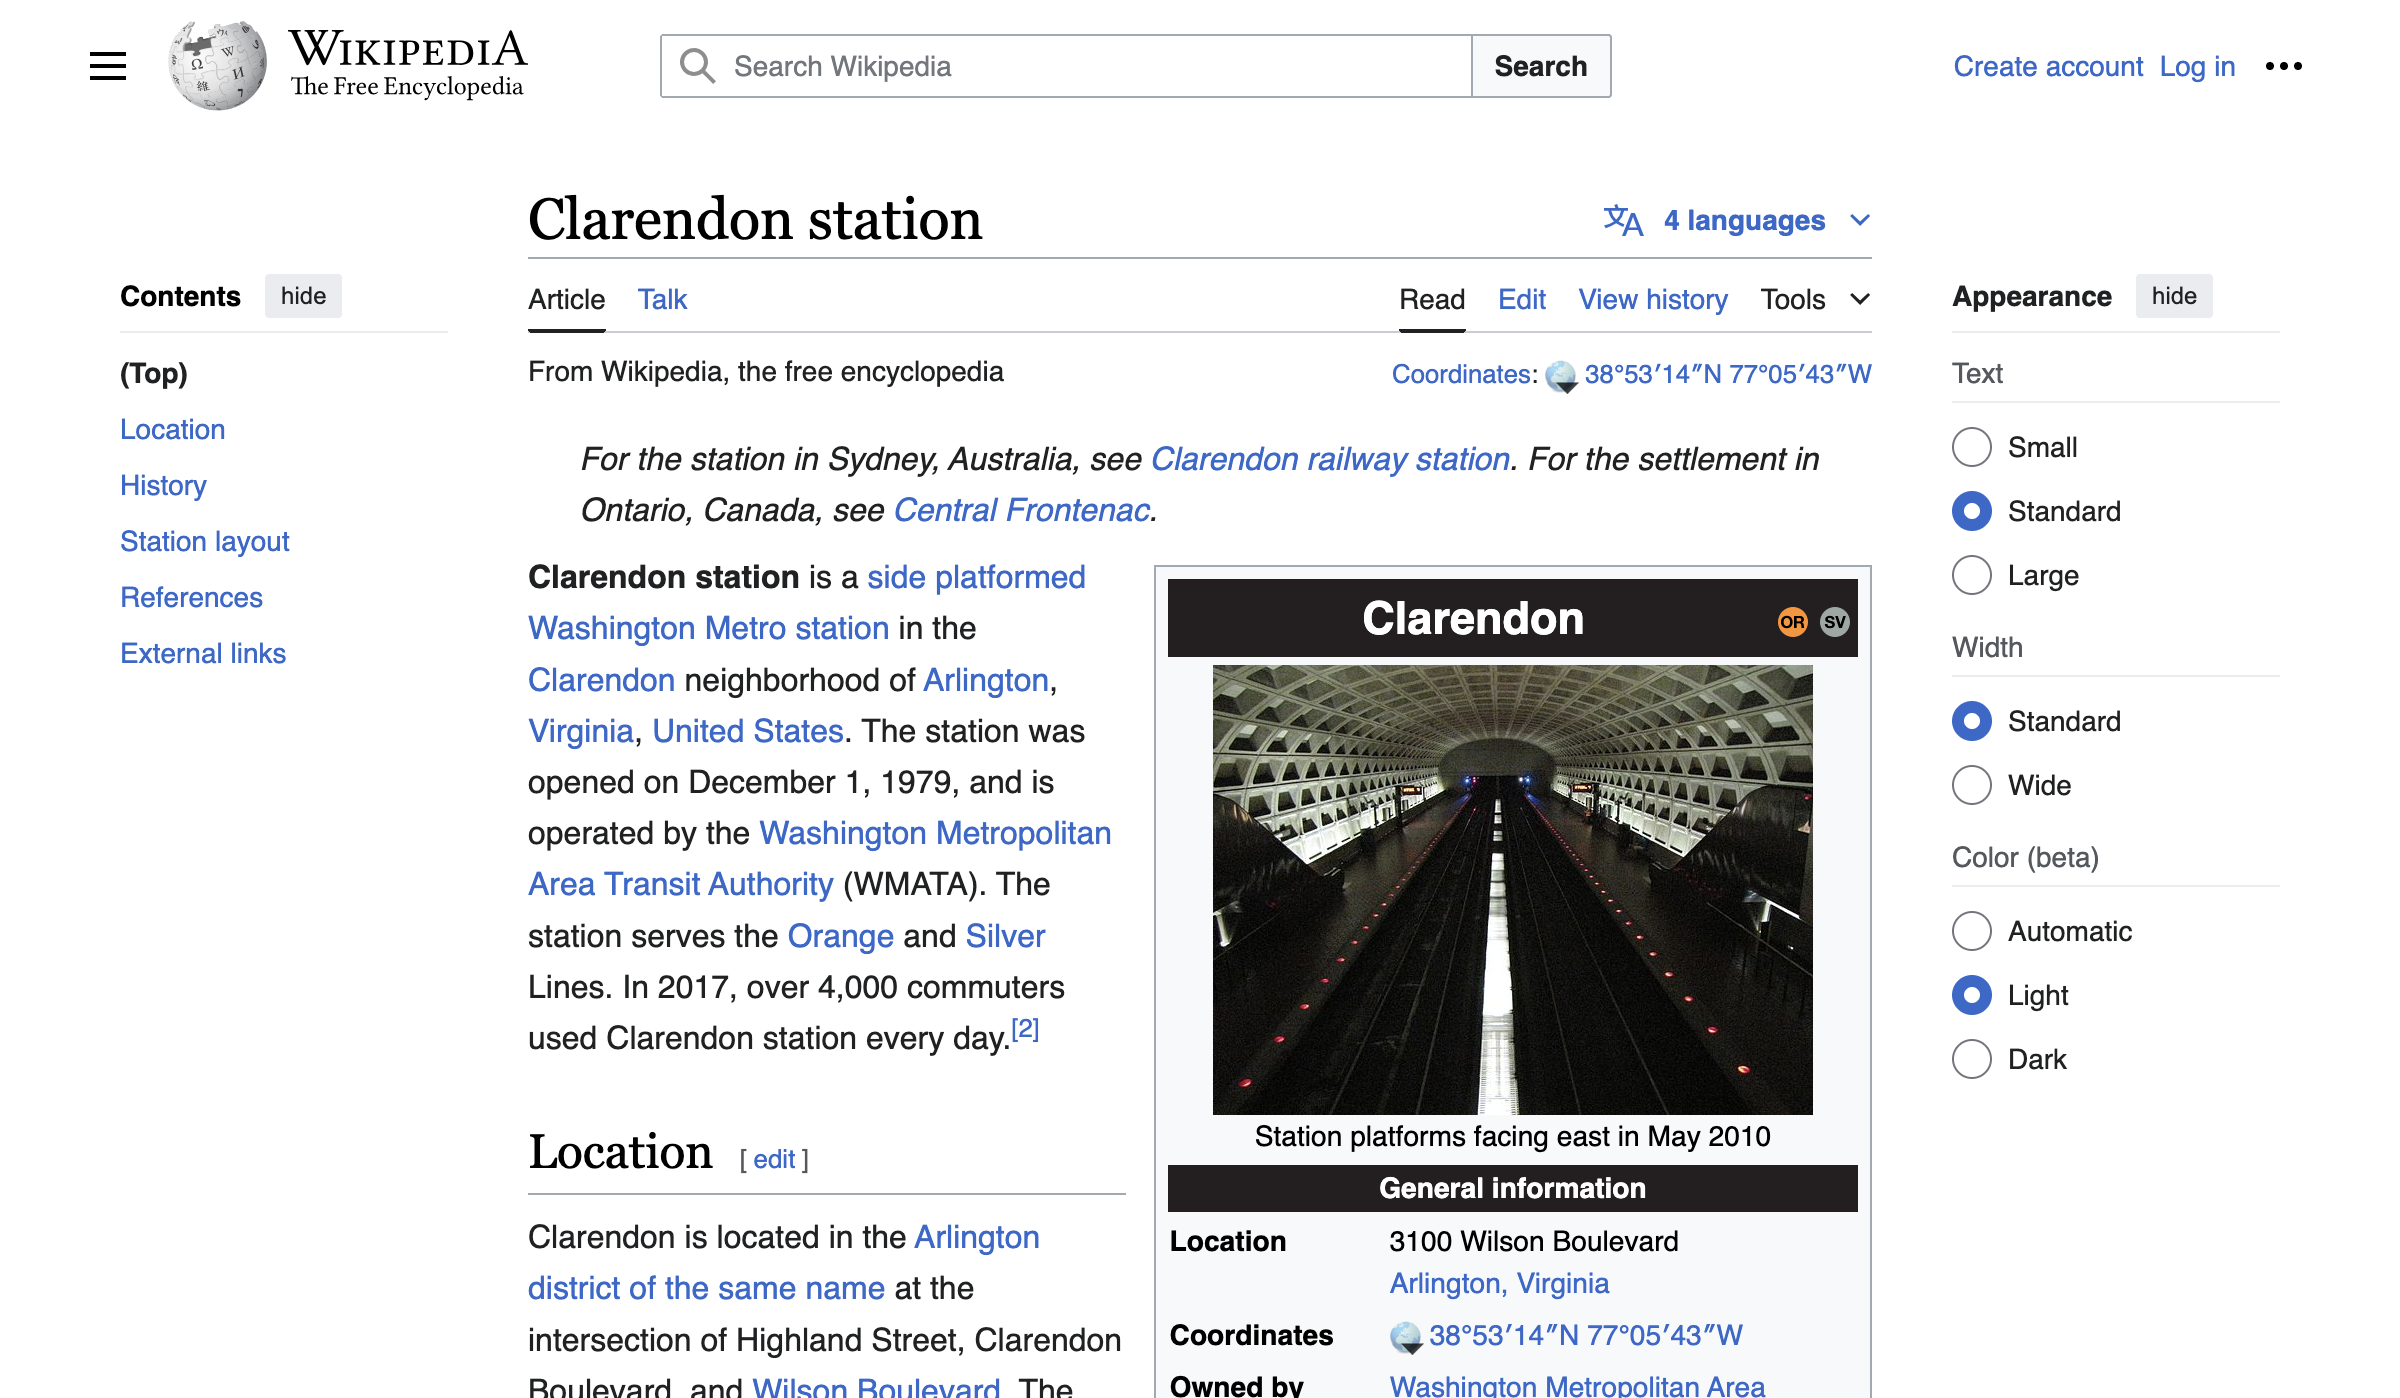 WIKIPEDIA
The Free Encyclopedia
Search Wikipedia
Search
Create account Log in
Clarendon station
4 languages
Contents hide
(Top)
Location
History
Station layout
References
External links
Article Talk
Read Edit View history Tools
From Wikipedia, the free encyclopedia
Coordinates: 38°53′14″N 77°05′43″W
For the station in Sydney, Australia, see Clarendon railway station. For the settlement in
Ontario, Canada, see Central Frontenac.
Clarendon station is a side platformed
Washington Metro station in the
Clarendon neighborhood of Arlington,
Virginia, United States. The station was
opened on December 1, 1979, and is
operated by the Washington Metropolitan
Area Transit Authority (WMATA). The
station serves the Orange and Silver
Lines. In 2017, over 4,000 commuters
used Clarendon station every day.[2]
Location [ edit ]
Clarendon is located in the Arlington
district of the same name at the
intersection of Highland Street, Clarendon
Boulevard, and Wilson Boulevard. The
Clarendon OR SV
Station platforms facing east in May 2010
General information
Location 3100 Wilson Boulevard
Arlington, Virginia
Coordinates 38°53′14″N 77°05′43″W
Owned by Washington Metropolitan Area
Appearance hide
Text
Small
Standard
Large
Width
Standard
Wide
Color (beta)
Automatic
Light
Dark